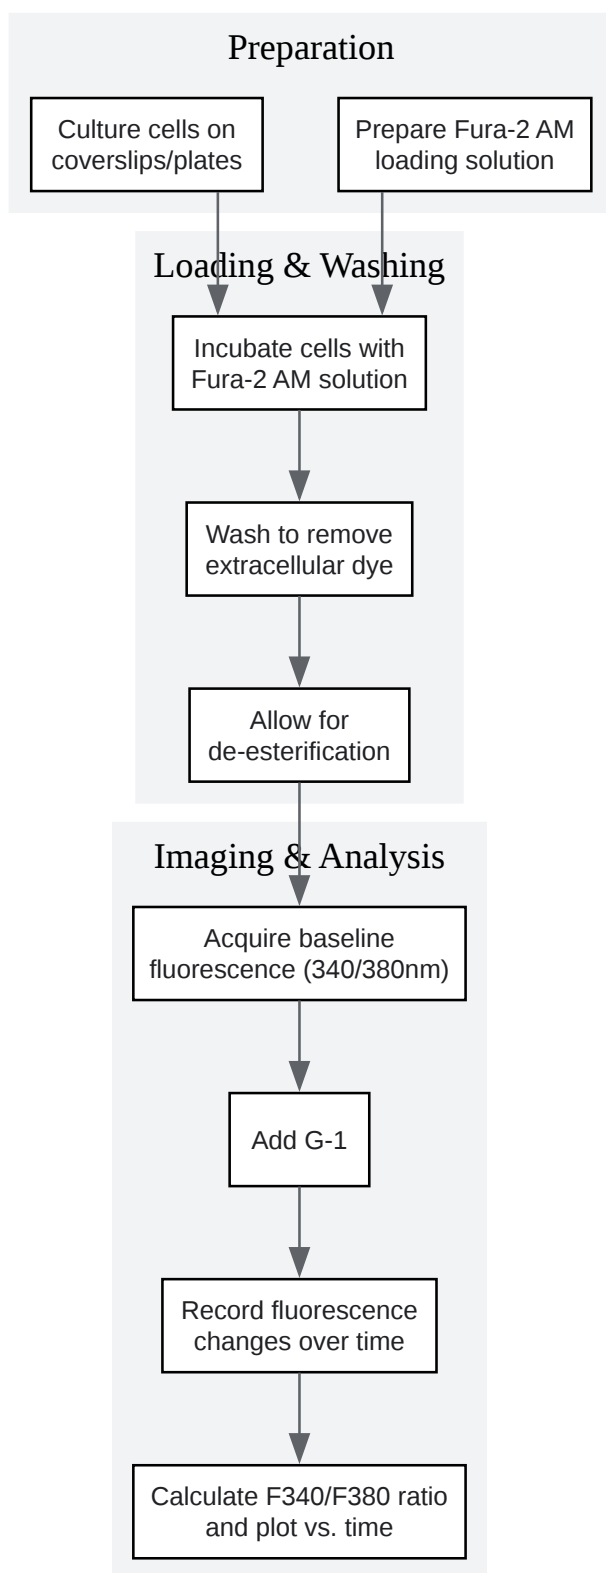 Preparation
Culture cells on
coverslips/plates
Prepare Fura-2 AM
loading solution
Loading & Washing
Incubate cells with
Fura-2 AM solution
Wash to remove
extracellular dye
Allow for
de-esterification
Imaging & Analysis
Acquire baseline
fluorescence (340/380nm)
Add G-1
Record fluorescence
changes over time
Calculate F340/F380 ratio
and plot vs. time